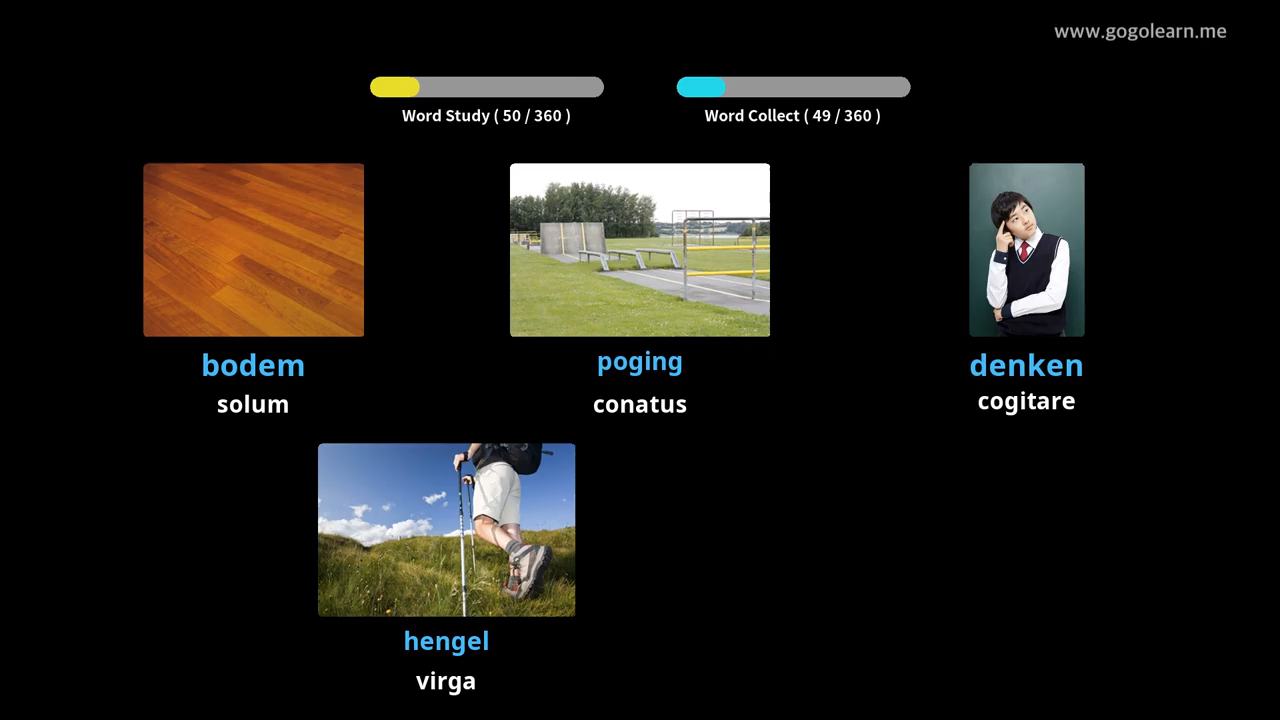 www.gogolearn.me
Word Study ( 50 / 360 )
Word Collect ( 49 / 360 )
bodem
solum
poging
conatus
denken
cogitare
hengel
virga